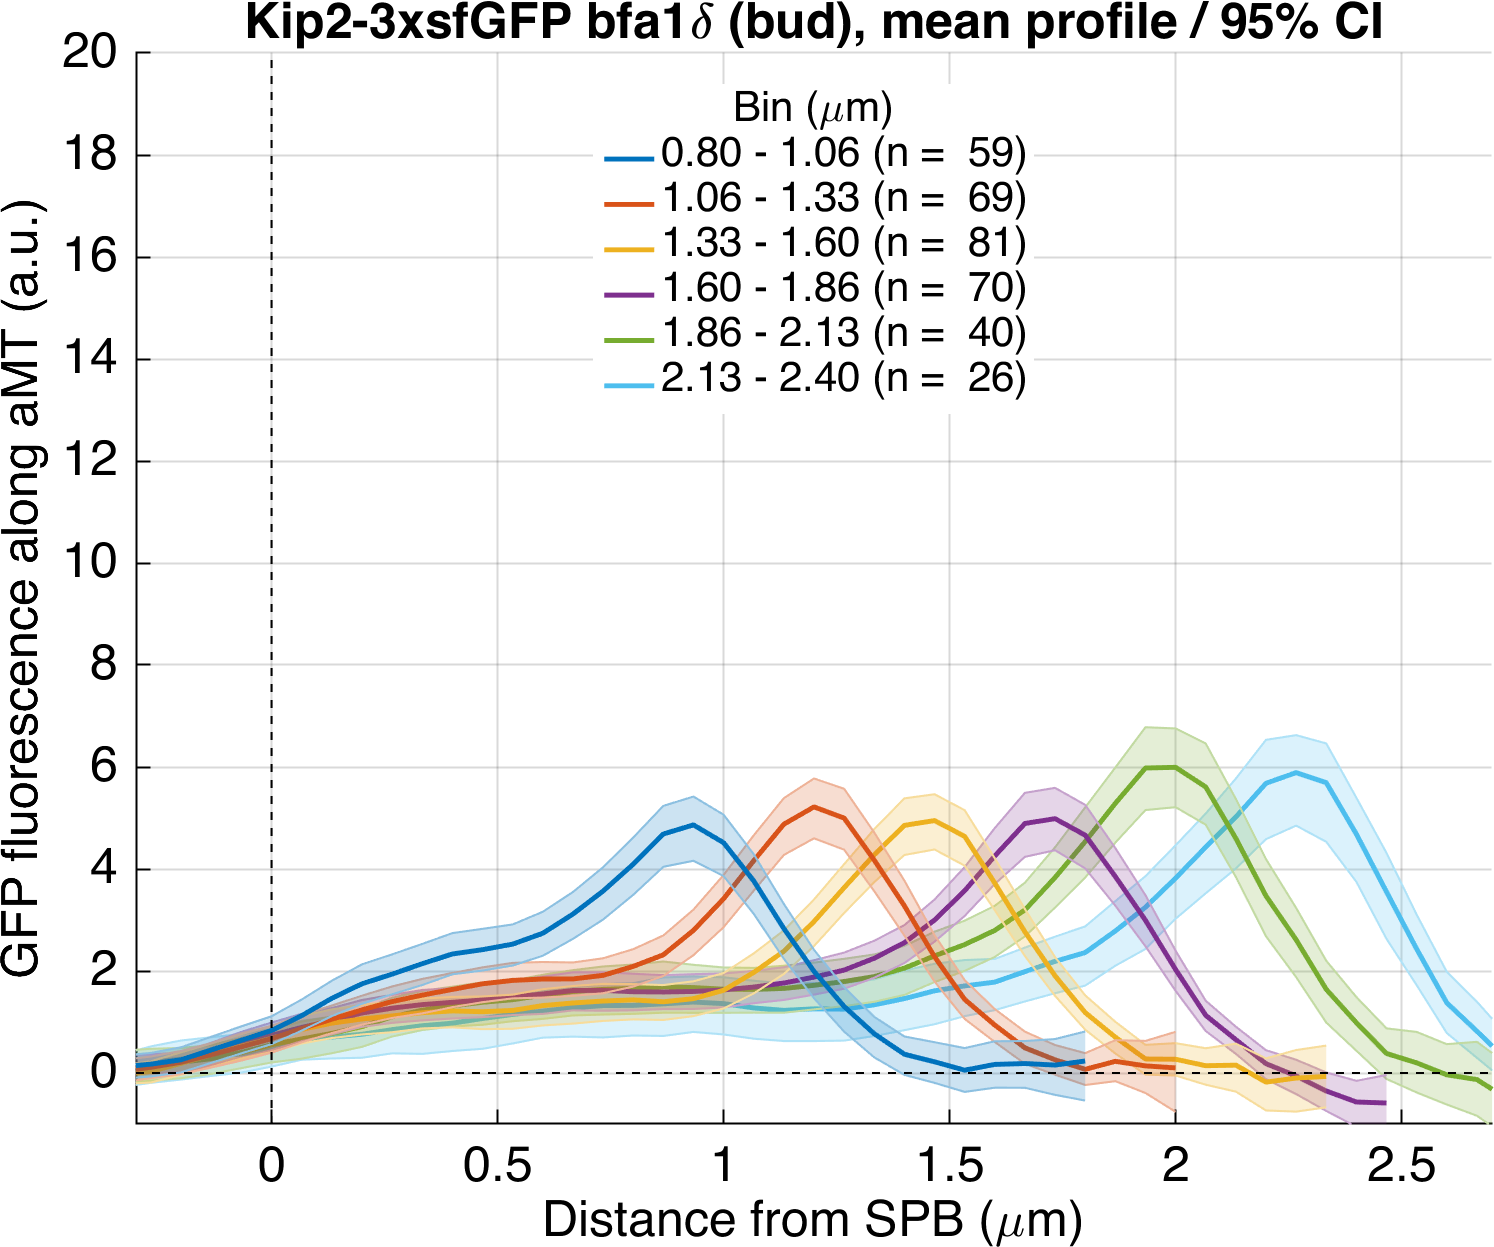 Kip2-3xsfGFP bfa1δ (bud), mean profile / 95% CI
GFP fluorescence along aMT (a.u.)
20
18
16
14
12
10
8
6
4
2
0
Bin (μm)
0.80 - 1.06 (n = 59)
1.06 - 1.33 (n = 69)
1.33 - 1.60 (n = 81)
1.60 - 1.86 (n = 70)
1.86 - 2.13 (n = 40)
2.13 - 2.40 (n = 26)
0 0.5 1 1.5 2 2.5
Distance from SPB (μm)